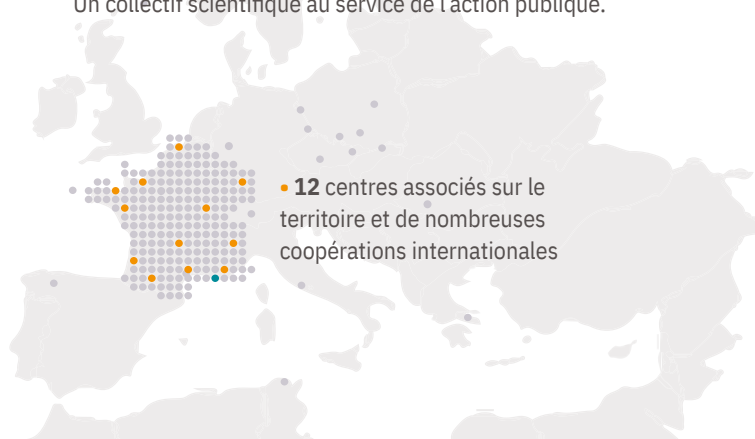 Un collectif scientifique au service de l'action publique.
• 12 centres associés sur le
territoire et de nombreuses
coopérations internationales